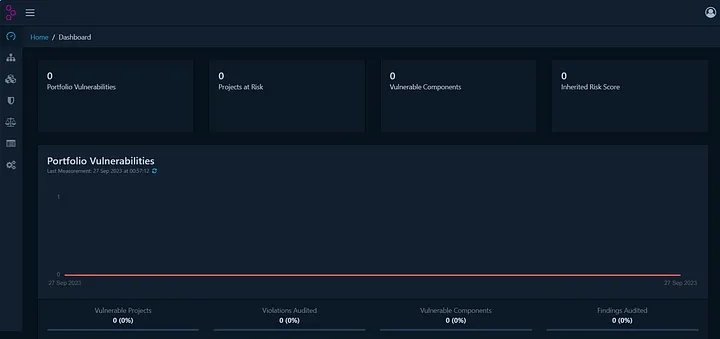 Home / Dashboard
0
Portfolio Vulnerabilities
0
Projects at Risk
0
Vulnerable Components
0
Inherited Risk Score
Portfolio Vulnerabilities
Last Measurement: 27 Sep 2023 at 00:57:12
1
0
27 Sep 2023
27 Sep 2023
Vulnerable Projects
0 (0%)
Violations Audited
0 (0%)
Vulnerable Components
0 (0%)
Findings Audited
0 (0%)